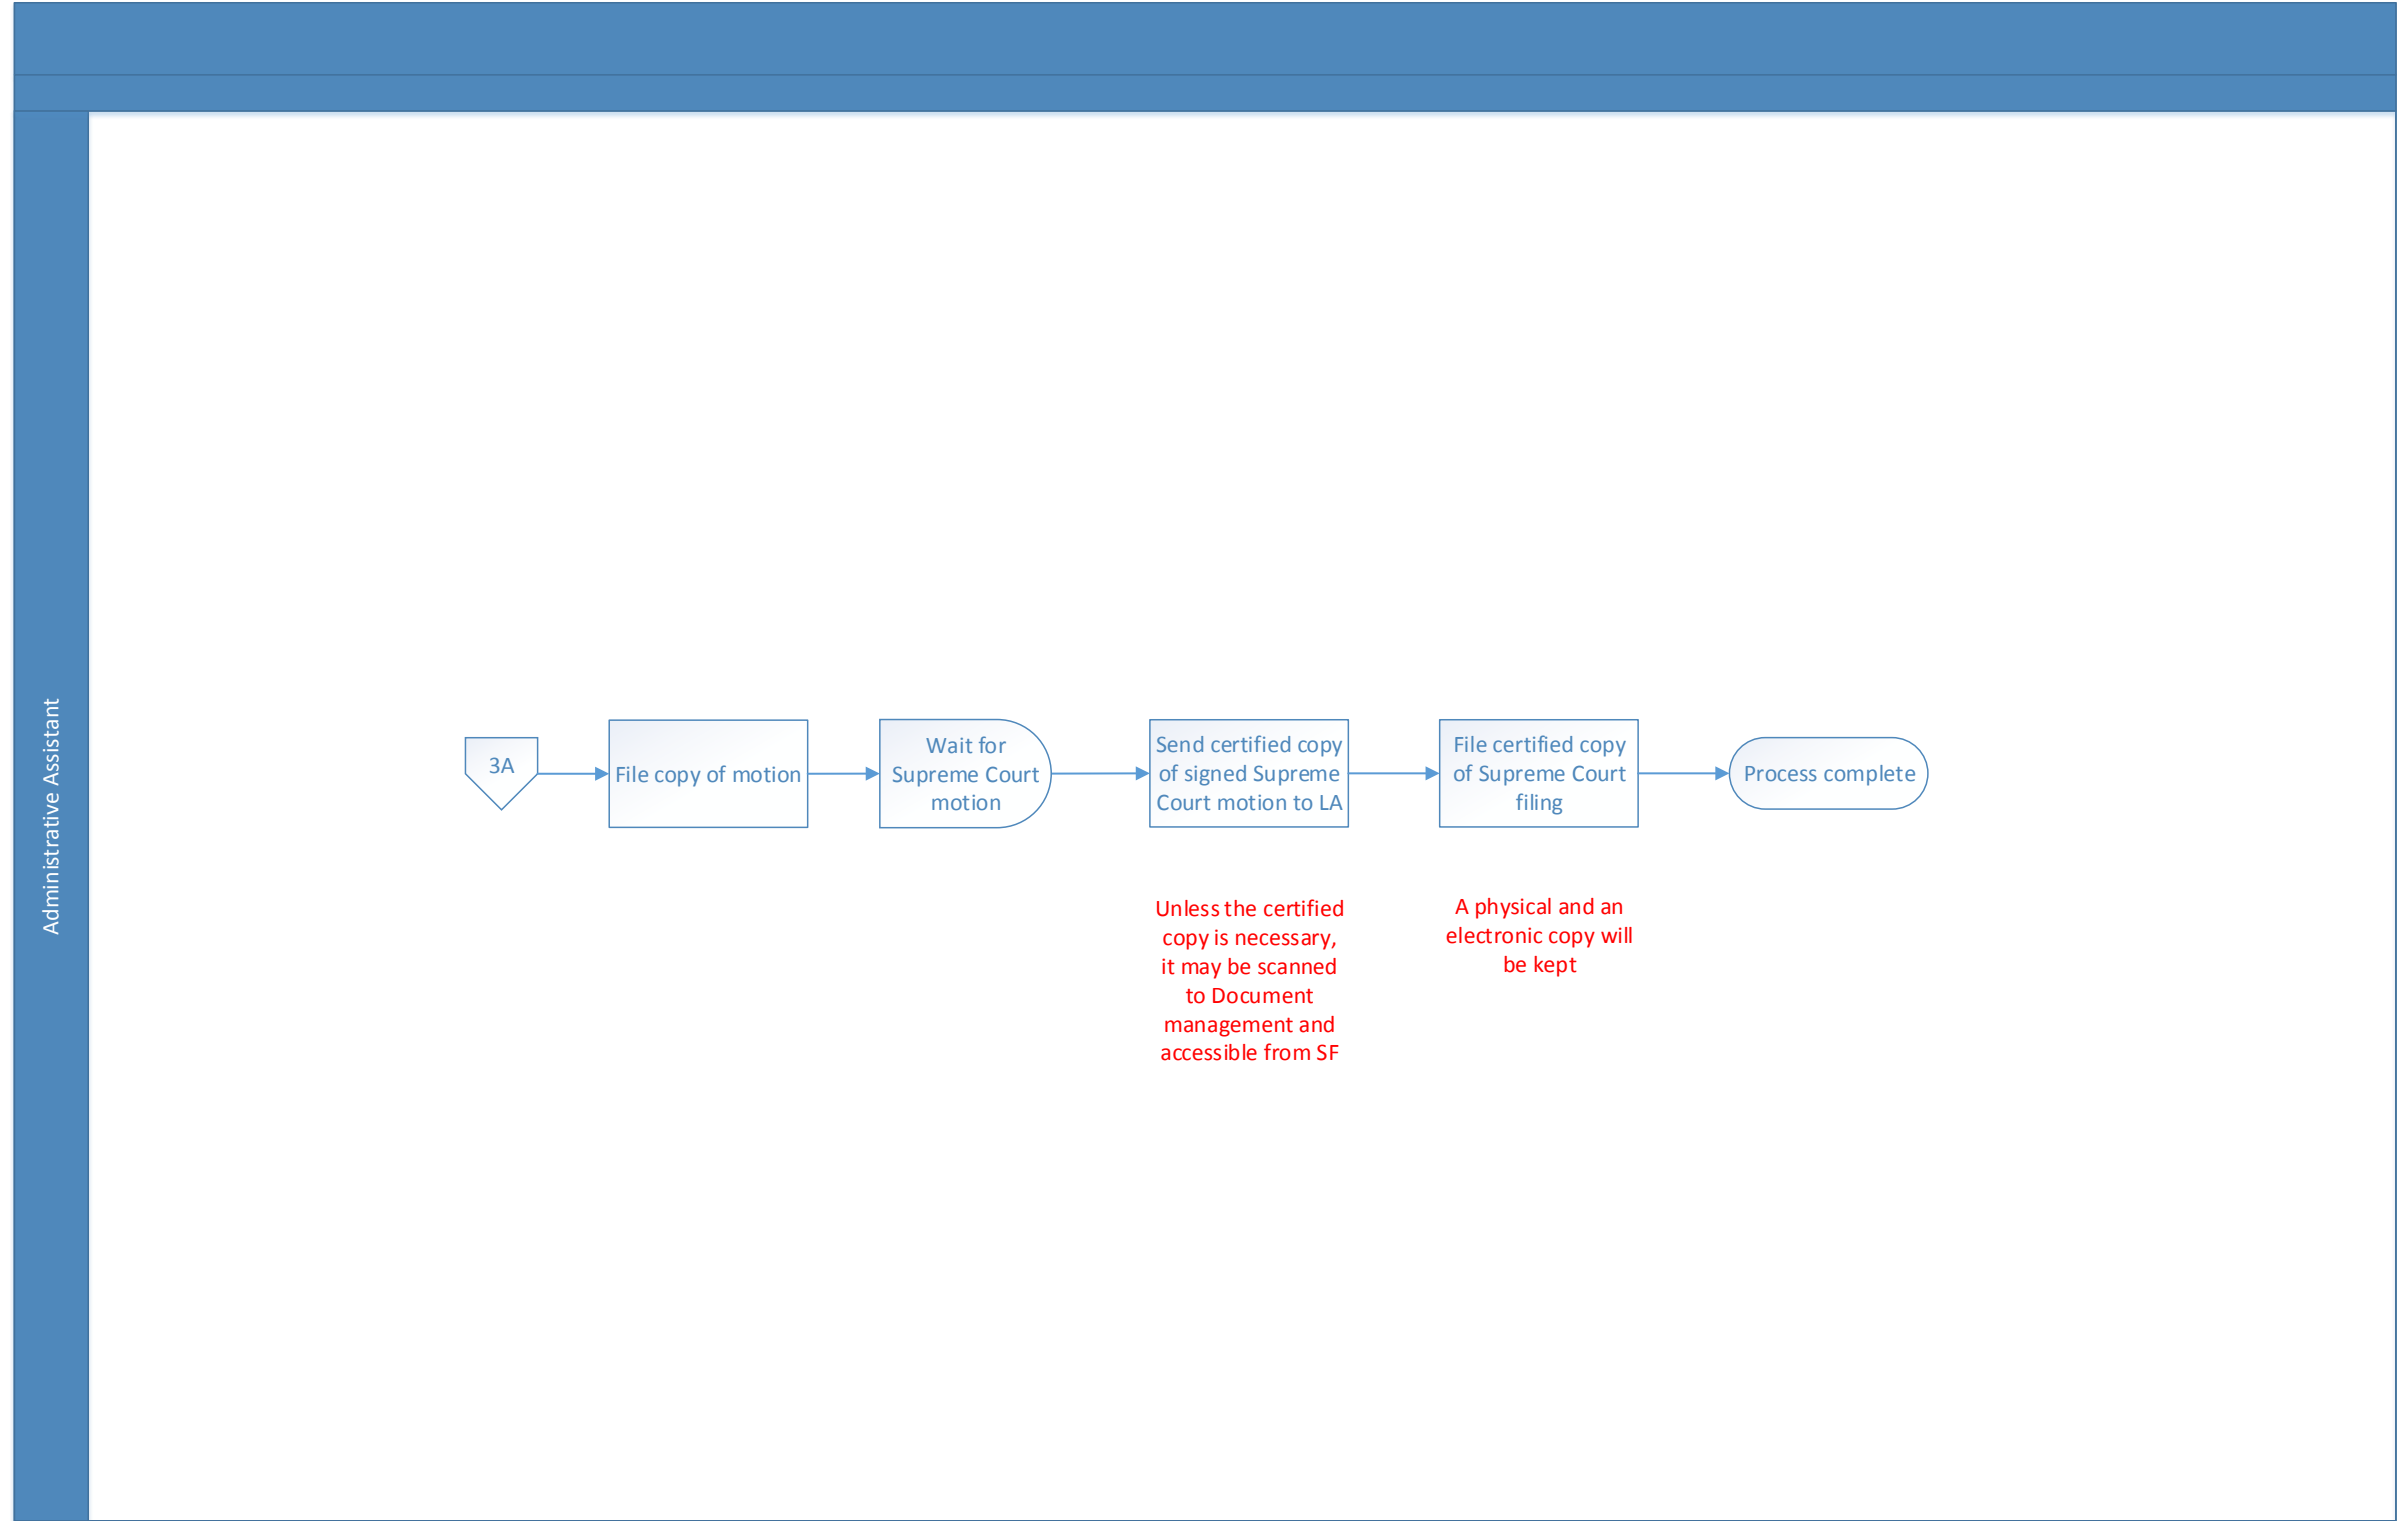 Administrative Assistant
3A
File copy of motion
Wait for
Supreme Court
motion
Send certified copy
of signed Supreme
Court motion to LA
File certified copy
of Supreme Court
filing
Process complete
Unless the certified
copy is necessary,
it may be scanned
to Document
management and
accessible from SF
A physical and an
electronic copy will
be kept